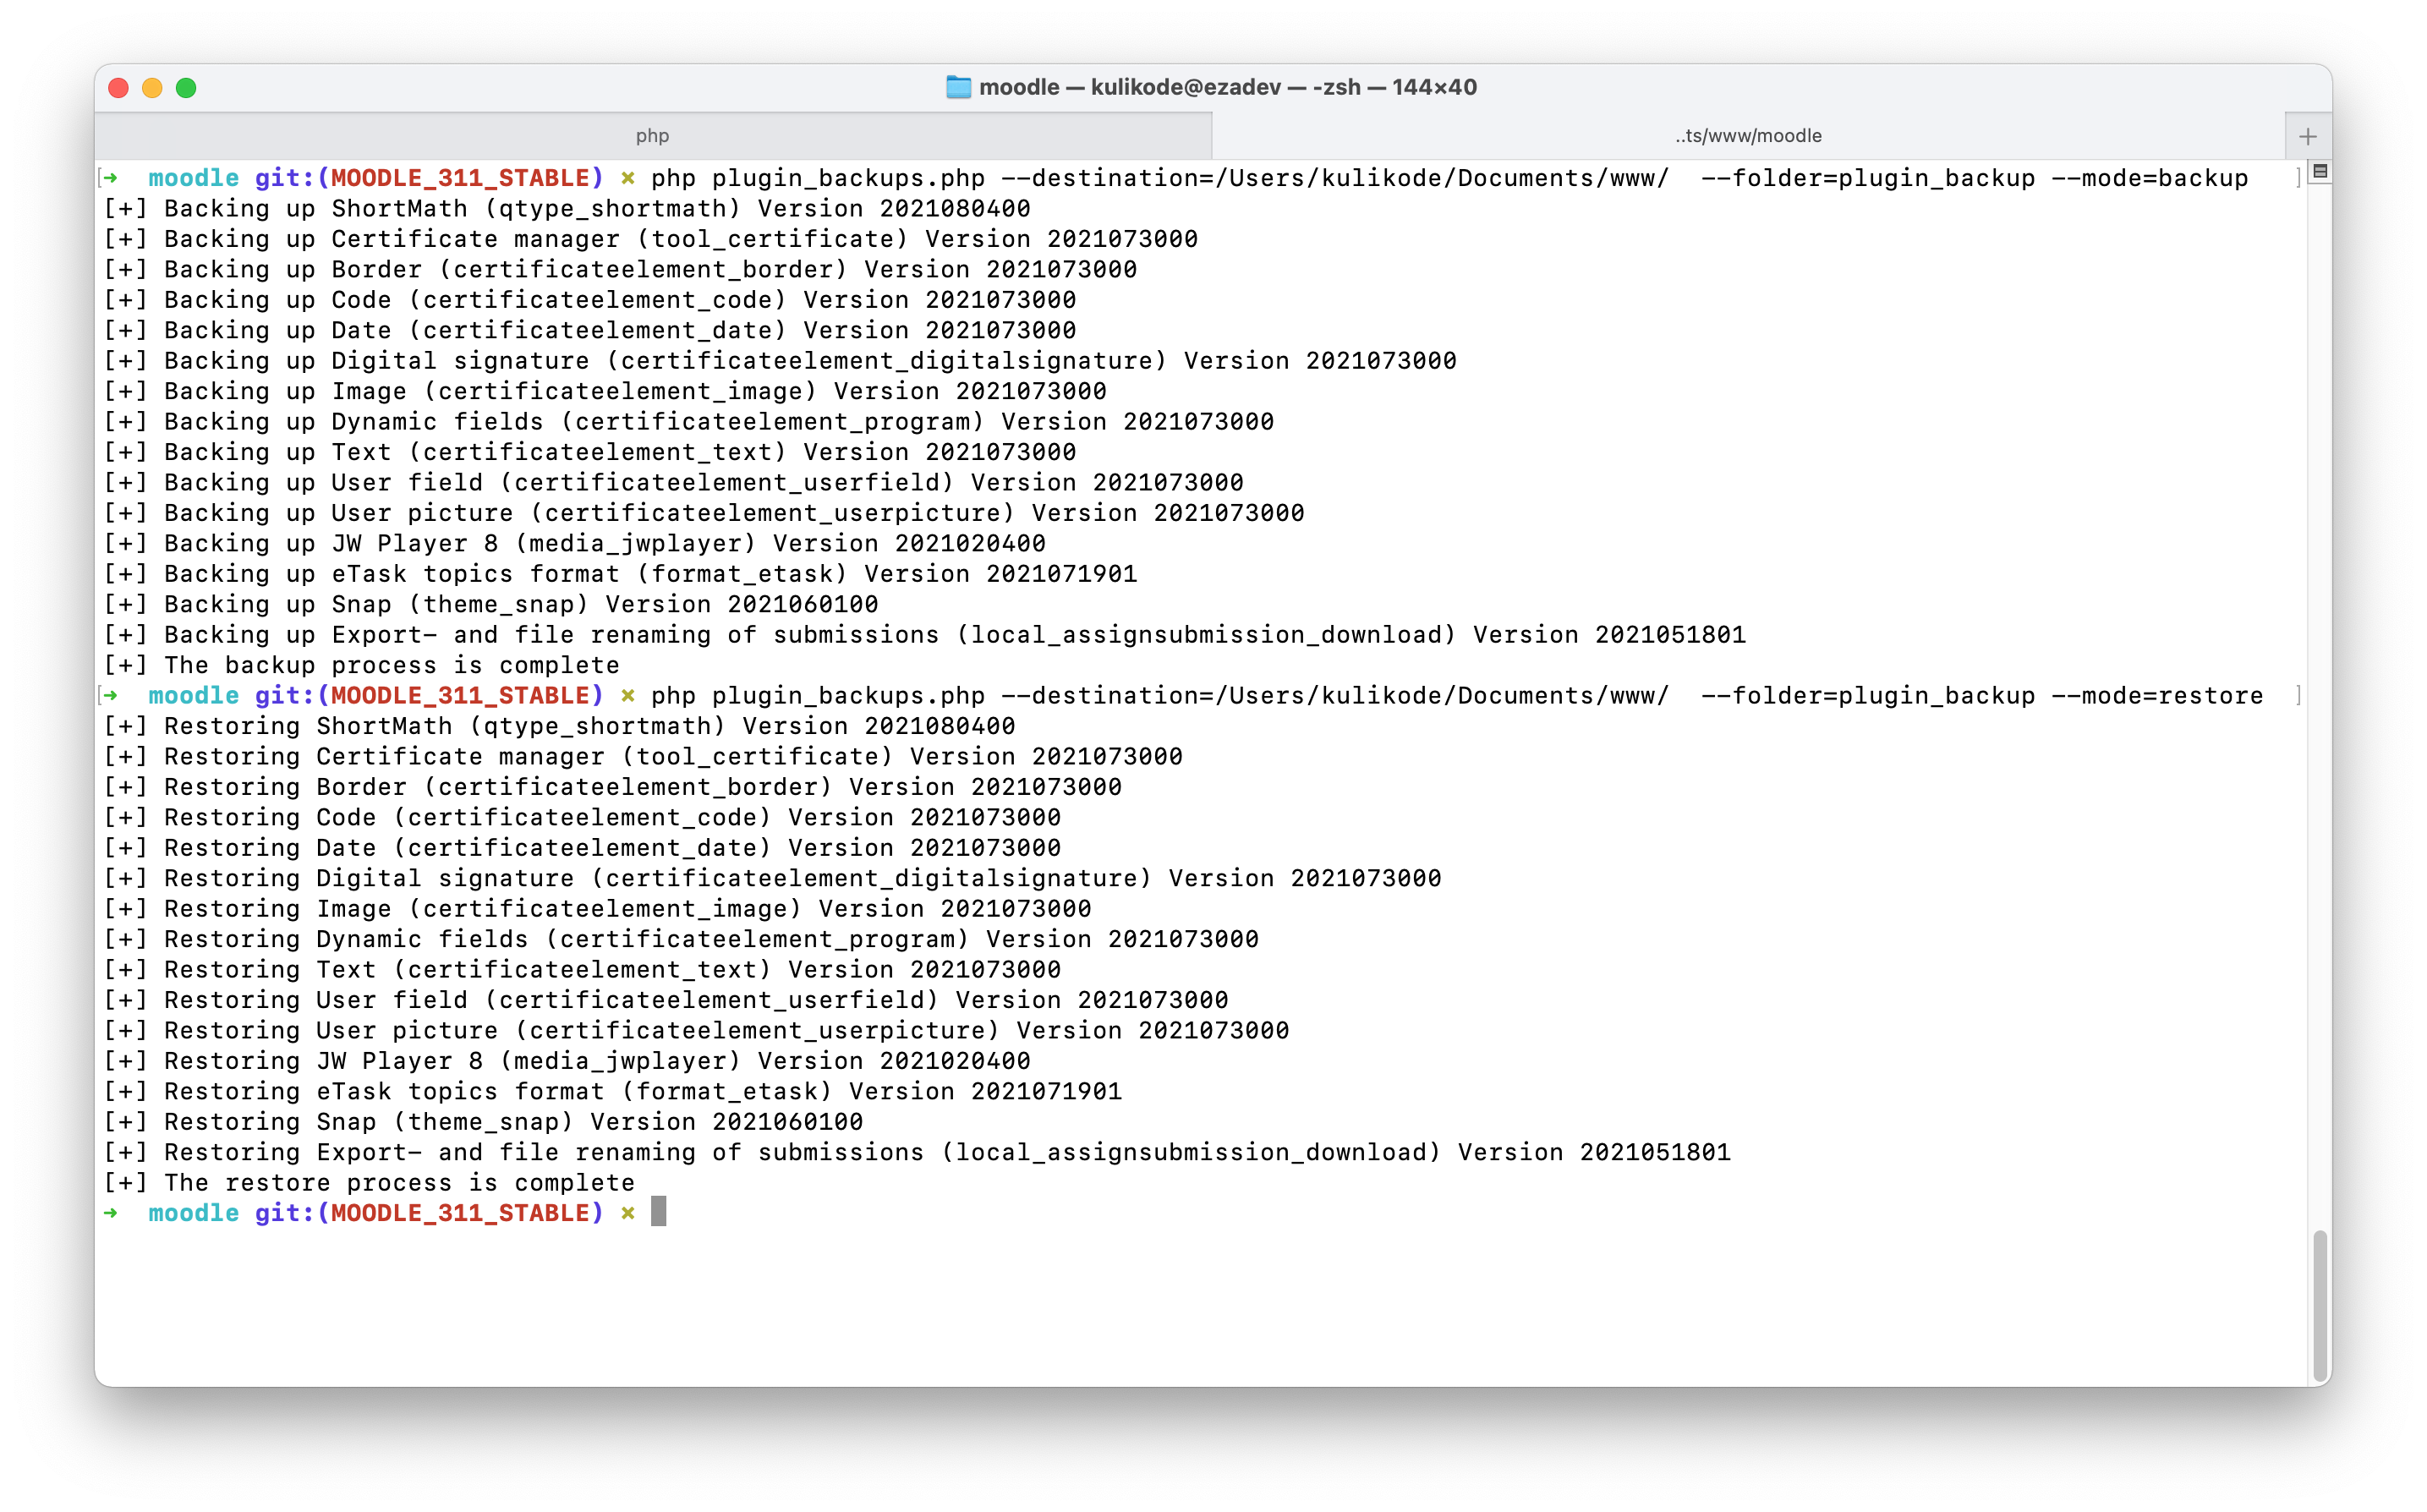 moodle — kulikode@ezadev — -zsh — 144×40
php
..ts/www/moodle
+
[➜  moodle git:(MOODLE_311_STABLE) ✗ php plugin_backups.php --destination=/Users/kulikode/Documents/www/  --folder=plugin_backup --mode=backup ]
[+] Backing up ShortMath (qtype_shortmath) Version 2021080400
[+] Backing up Certificate manager (tool_certificate) Version 2021073000
[+] Backing up Border (certificateelement_border) Version 2021073000
[+] Backing up Code (certificateelement_code) Version 2021073000
[+] Backing up Date (certificateelement_date) Version 2021073000
[+] Backing up Digital signature (certificateelement_digitalsignature) Version 2021073000
[+] Backing up Image (certificateelement_image) Version 2021073000
[+] Backing up Dynamic fields (certificateelement_program) Version 2021073000
[+] Backing up Text (certificateelement_text) Version 2021073000
[+] Backing up User field (certificateelement_userfield) Version 2021073000
[+] Backing up User picture (certificateelement_userpicture) Version 2021073000
[+] Backing up JW Player 8 (media_jwplayer) Version 2021020400
[+] Backing up eTask topics format (format_etask) Version 2021071901
[+] Backing up Snap (theme_snap) Version 2021060100
[+] Backing up Export- and file renaming of submissions (local_assignsubmission_download) Version 2021051801
[+] The backup process is complete
[➜  moodle git:(MOODLE_311_STABLE) ✗ php plugin_backups.php --destination=/Users/kulikode/Documents/www/  --folder=plugin_backup --mode=restore ]
[+] Restoring ShortMath (qtype_shortmath) Version 2021080400
[+] Restoring Certificate manager (tool_certificate) Version 2021073000
[+] Restoring Border (certificateelement_border) Version 2021073000
[+] Restoring Code (certificateelement_code) Version 2021073000
[+] Restoring Date (certificateelement_date) Version 2021073000
[+] Restoring Digital signature (certificateelement_digitalsignature) Version 2021073000
[+] Restoring Image (certificateelement_image) Version 2021073000
[+] Restoring Dynamic fields (certificateelement_program) Version 2021073000
[+] Restoring Text (certificateelement_text) Version 2021073000
[+] Restoring User field (certificateelement_userfield) Version 2021073000
[+] Restoring User picture (certificateelement_userpicture) Version 2021073000
[+] Restoring JW Player 8 (media_jwplayer) Version 2021020400
[+] Restoring eTask topics format (format_etask) Version 2021071901
[+] Restoring Snap (theme_snap) Version 2021060100
[+] Restoring Export- and file renaming of submissions (local_assignsubmission_download) Version 2021051801
[+] The restore process is complete
➜  moodle git:(MOODLE_311_STABLE) ✗